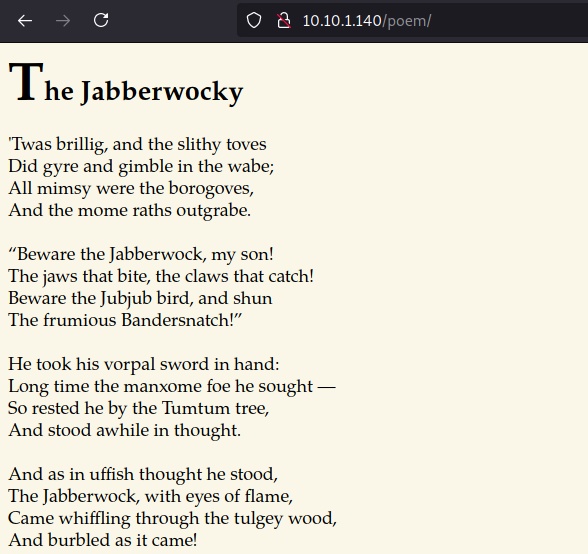 10.10.1.140/poem/
The Jabberwocky
'Twas brillig, and the slithy toves
Did gyre and gimble in the wabe;
All mimsy were the borogoves,
And the mome raths outgrabe.
“Beware the Jabberwock, my son!
The jaws that bite, the claws that catch!
Beware the Jubjub bird, and shun
The frumious Bandersnatch!”
He took his vorpal sword in hand:
Long time the manxome foe he sought —
So rested he by the Tumtum tree,
And stood awhile in thought.
And as in uffish thought he stood,
The Jabberwock, with eyes of flame,
Came whiffling through the tulgey wood,
And burbled as it came!